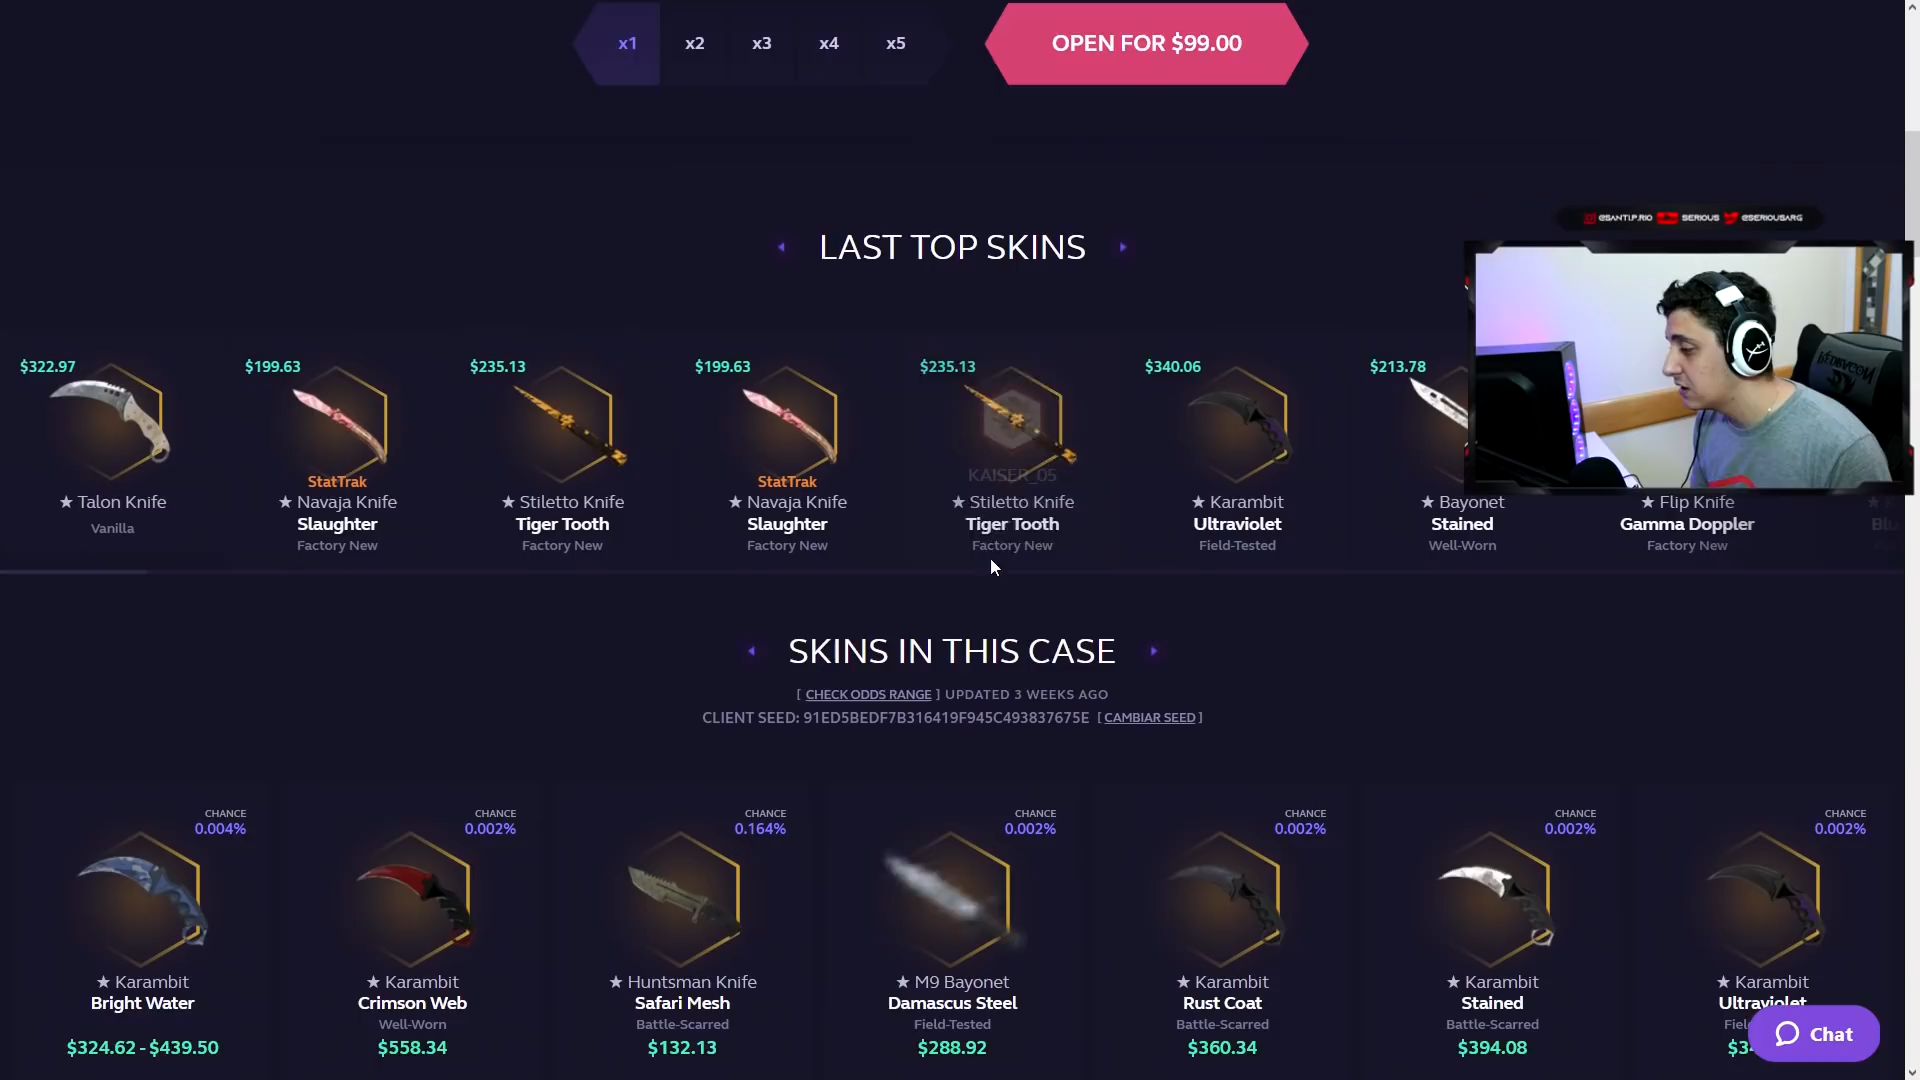 x1 x2 x3 x4 x5 OPEN FOR $99.00
LAST TOP SKINS
@SANTI.P.RIO SERIOUS @SERIOUSARG
$322.97
★ Talon Knife
Vanilla
$199.63
StatTrak
★ Navaja Knife
Slaughter
Factory New
$235.13
★ Stiletto Knife
Tiger Tooth
Factory New
$199.63
StatTrak
★ Navaja Knife
Slaughter
Factory New
$235.13
KAISER_05
★ Stiletto Knife
Tiger Tooth
Factory New
$340.06
★ Karambit
Ultraviolet
Field-Tested
$213.78
★ Bayonet
Stained
Well-Worn
★ Flip Knife
Gamma Doppler
Factory New
SKINS IN THIS CASE
[ CHECK ODDS RANGE ] UPDATED 3 WEEKS AGO
CLIENT SEED: 91ED5BEDF7B316419F945C493837675E [ CAMBIAR SEED ]
CHANCE
0.004%
★ Karambit
Bright Water
$324.62 - $439.50
CHANCE
0.002%
★ Karambit
Crimson Web
Well-Worn
$558.34
CHANCE
0.164%
★ Huntsman Knife
Safari Mesh
Battle-Scarred
$132.13
CHANCE
0.002%
★ M9 Bayonet
Damascus Steel
Field-Tested
$288.92
CHANCE
0.002%
★ Karambit
Rust Coat
Battle-Scarred
$360.34
CHANCE
0.002%
★ Karambit
Stained
Battle-Scarred
$394.08
CHANCE
0.002%
★ Karambit
Ultraviolet
Chat